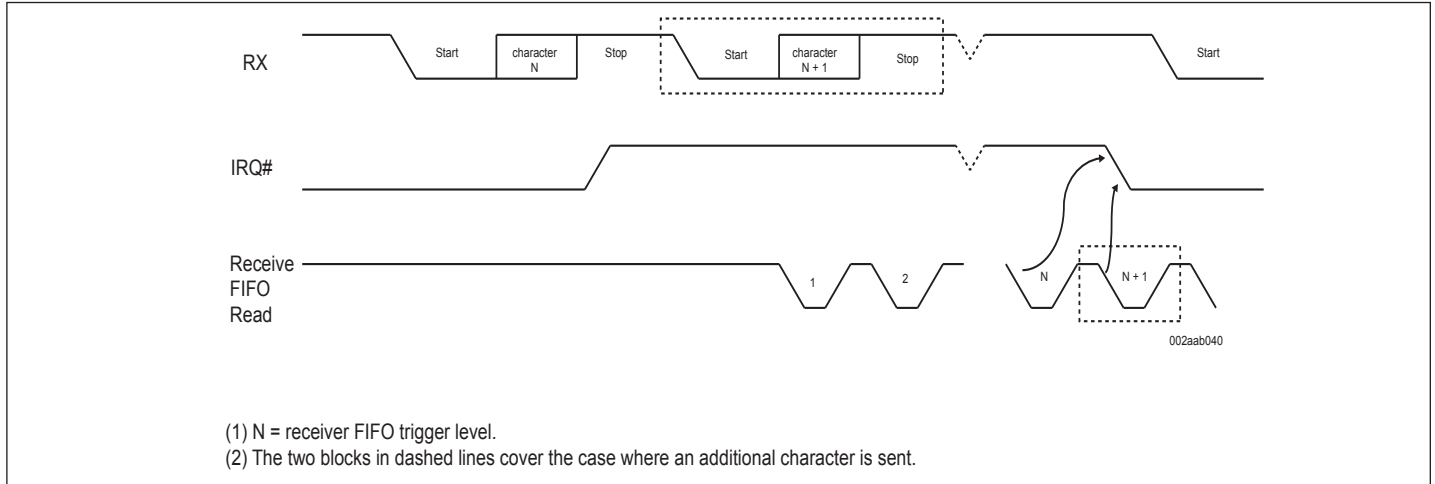 RX
Start
character
N
Stop
Start
character
N + 1
Stop
Start
IRQ#
Receive
FIFO
Read
1
2
N
N + 1
002aab040
(1) N = receiver FIFO trigger level.
(2) The two blocks in dashed lines cover the case where an additional character is sent.